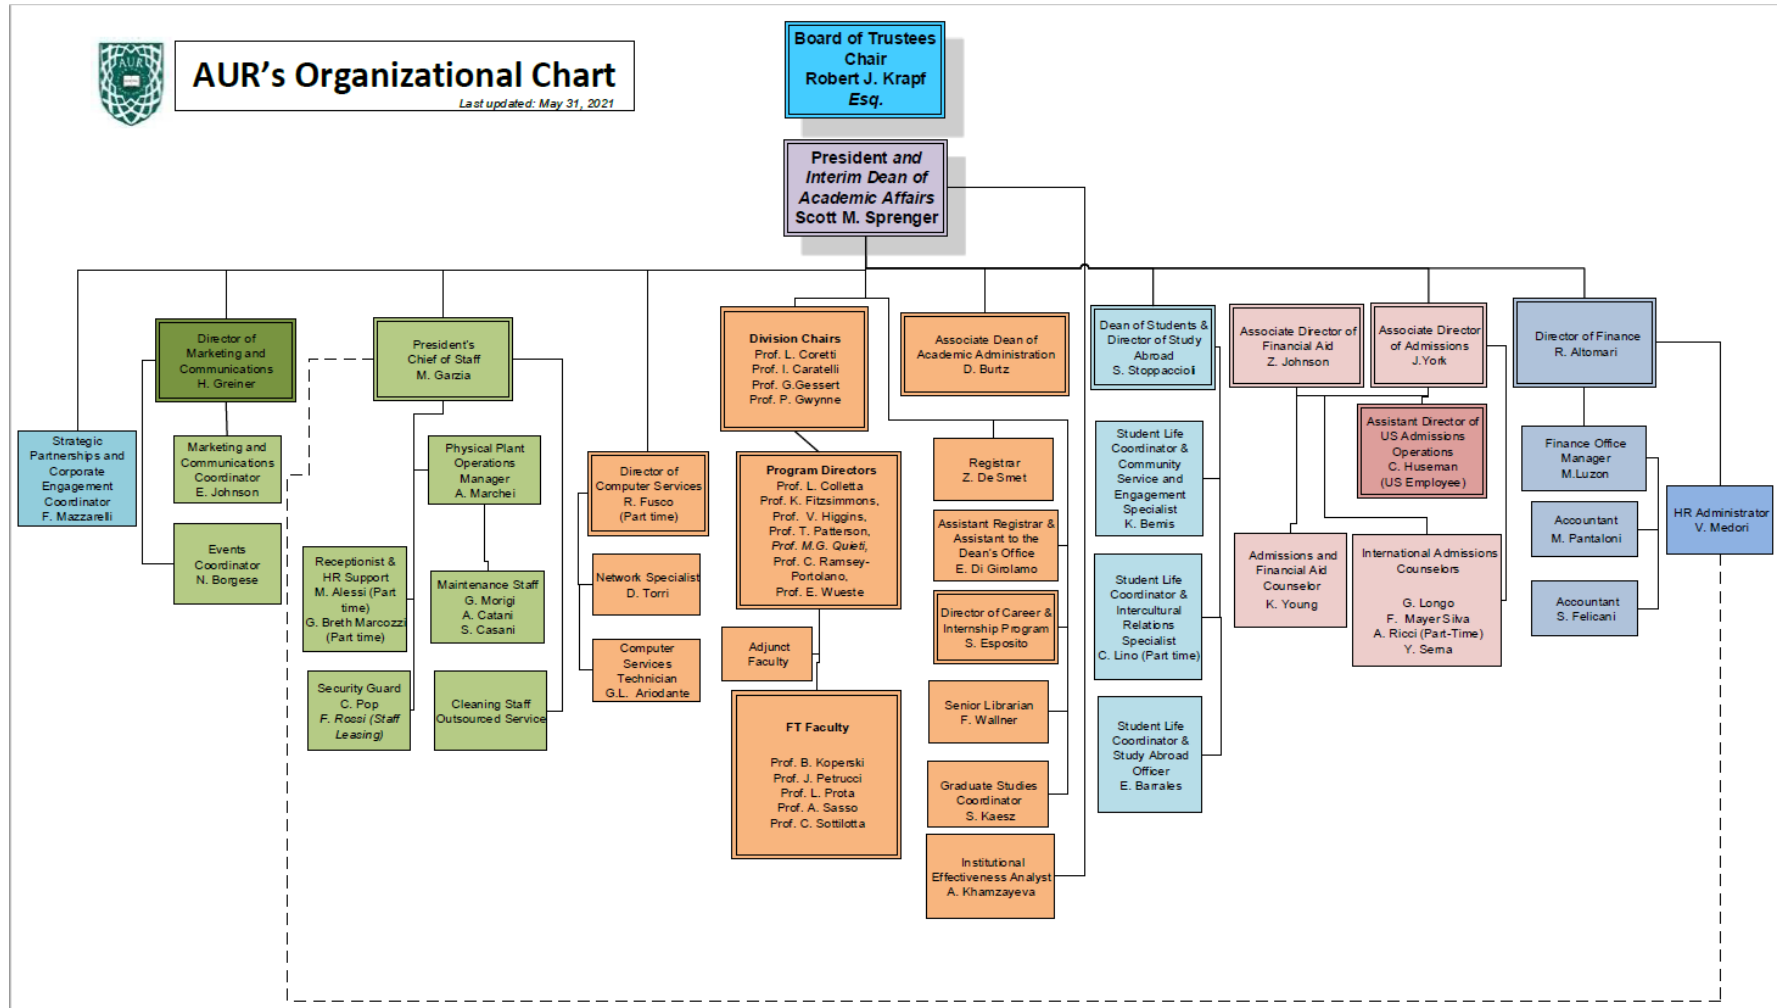 AUR
AUR's Organizational Chart
Last updated: May 31, 2021
Board of Trustees
Chair
Robert J. Krapf
Esq.
President and
Interim Dean of
Academic Affairs
Scott M. Sprenger
Strategic
Partnerships and
Corporate
Engagement
Coordinator
F. Mazzarelli
Director of
Marketing and
Communications
H. Greiner
Marketing and
Communications
Coordinator
E. Johnson
Events
Coordinator
N. Borgese
President's
Chief of Staff
M. Garzia
Physical Plant
Operations
Manager
A. Marchei
Receptionist &
HR Support
M. Alessi (Part
time)
G. Breth Marcozzi
(Part time)
Maintenance Staff
G. Morigi
A. Catani
S. Casani
Security Guard
C. Pop
F. Rossi (Staff
Leasing)
Cleaning Staff
Outsourced Service
Director of
Computer Services
R. Fusco
(Part time)
Network Specialist
D. Torri
Computer
Services
Technician
G.L. Ariodante
Division Chairs
Prof. L. Coretti
Prof. I. Caratelli
Prof. G.Gessert
Prof. P. Gwynne
Program Directors
Prof. L. Colletta
Prof. K. Fitzsimmons,
Prof. V. Higgins,
Prof. T. Patterson,
Prof. M.G. Quieti,
Prof. C. Ramsey-
Portolano,
Prof. E. Wueste
Adjunct
Faculty
FT Faculty
Prof. B. Koperski
Prof. J. Petrucci
Prof. L. Prota
Prof. A. Sasso
Prof. C. Sottilotta
Associate Dean of
Academic Administration
D. Burtz
Registrar
Z. De Smet
Assistant Registrar &
Assistant to the
Dean's Office
E. Di Girolamo
Director of Career &
Internship Program
S. Esposito
Senior Librarian
F. Wallner
Graduate Studies
Coordinator
S. Kaesz
Institutional
Effectiveness Analyst
A. Khamzayeva
Dean of Students &
Director of Study
Abroad
S. Stoppaccioli
Student Life
Coordinator &
Community
Service and
Engagement
Specialist
K. Bemis
Student Life
Coordinator &
Intercultural
Relations
Specialist
C. Lino (Part time)
Student Life
Coordinator &
Study Abroad
Officer
E. Barrales
Associate Director of
Financial Aid
Z. Johnson
Associate Director
of Admissions
J.York
Assistant Director of
US Admissions
Operations
C. Huseman
(US Employee)
Admissions and
Financial Aid
Counselor
K. Young
International Admissions
Counselors
G. Longo
F. Mayer Silva
A. Ricci (Part-Time)
Y. Serna
Director of Finance
R. Altomari
Finance Office
Manager
M.Luzon
Accountant
M. Pantaloni
Accountant
S. Felicani
HR Administrator
V. Medori